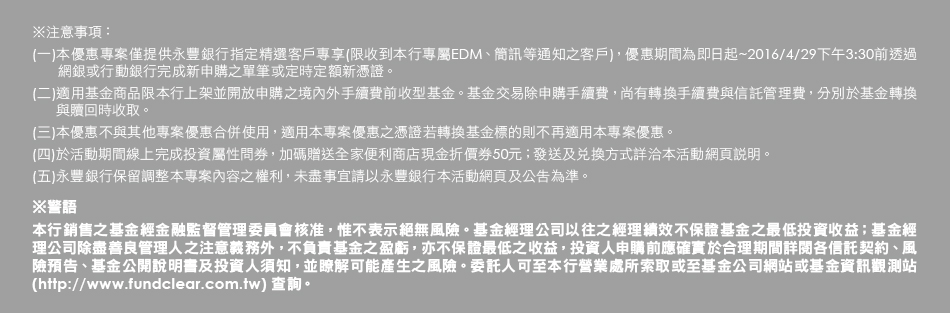 ※注意事項：
(一)本優惠專案僅提供永豐銀行指定精選客戶專享(限收到本行專屬EDM、簡訊等通知之客戶)，優惠期間為即日起~2016/4/29下午3:30前透過
網銀或行動銀行完成新申購之單筆或定時定額新憑證。
(二)適用基金商品限本行上架並開放申購之境內外手續費前收型基金。基金交易除申購手續費，尚有轉換手續費與信託管理費，分別於基金轉換
與贖回時收取。
(三)本優惠不與其他專案優惠合併使用，適用本專案優惠之憑證若轉換基金標的則不再適用本專案優惠。
(四)於活動期間線上完成投資屬性問券，加碼贈送全家便利商店現金折價券50元；發送及兌換方式詳洽本活動網頁説明。
(五)永豐銀行保留調整本專案內容之權利，未盡事宜請以永豐銀行本活動網頁及公告為準。
※警語
本行銷售之基金經金融監督管理委員會核准，惟不表示絕無風險。基金經理公司以往之經理績效不保證基金之最低投資收益；基金經
理公司除盡善良管理人之注意義務外，不負責基金之盈虧，亦不保證最低之收益，投資人申購前應確實於合理期間詳閱各信託契約、風
險預告、基金公開說明書及投資人須知，並瞭解可能產生之風險。委託人可至本行營業處所索取或至基金公司網站或基金資訊觀測站
(http://www.fundclear.com.tw) 查詢。